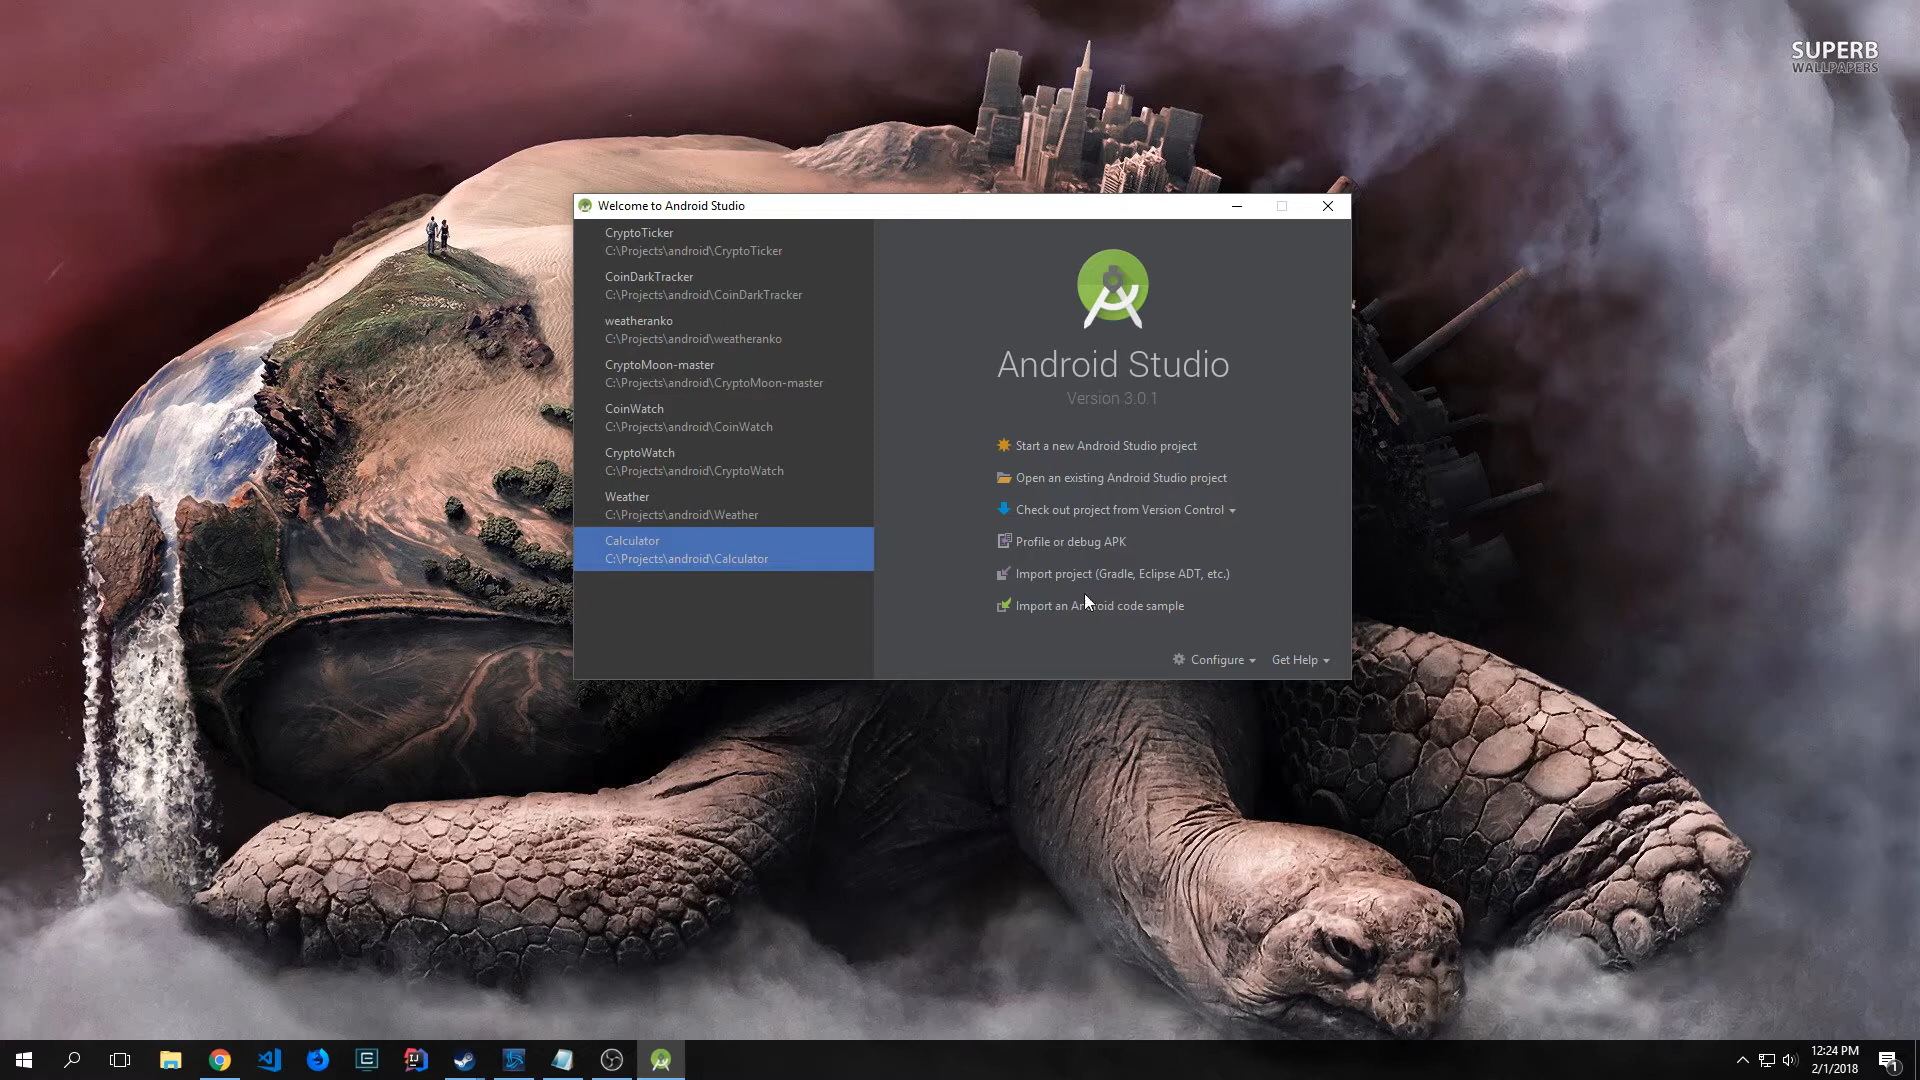 SUPERB
WALLPAPERS
Welcome to Android Studio
CryptoTicker
C:\Projects\android\CryptoTicker
CoinDarkTracker
C:\Projects\android\CoinDarkTracker
weatheranko
C:\Projects\android\weatheranko
CryptoMoon-master
C:\Projects\android\CryptoMoon-master
CoinWatch
C:\Projects\android\CoinWatch
CryptoWatch
C:\Projects\android\CryptoWatch
Weather
C:\Projects\android\Weather
Calculator
C:\Projects\android\Calculator
Android Studio
Version 3.0.1
Start a new Android Studio project
Open an existing Android Studio project
Check out project from Version Control
Profile or debug APK
Import project (Gradle, Eclipse ADT, etc.)
Import an Android code sample
Configure
Get Help
12:24 PM
2/1/2018
1